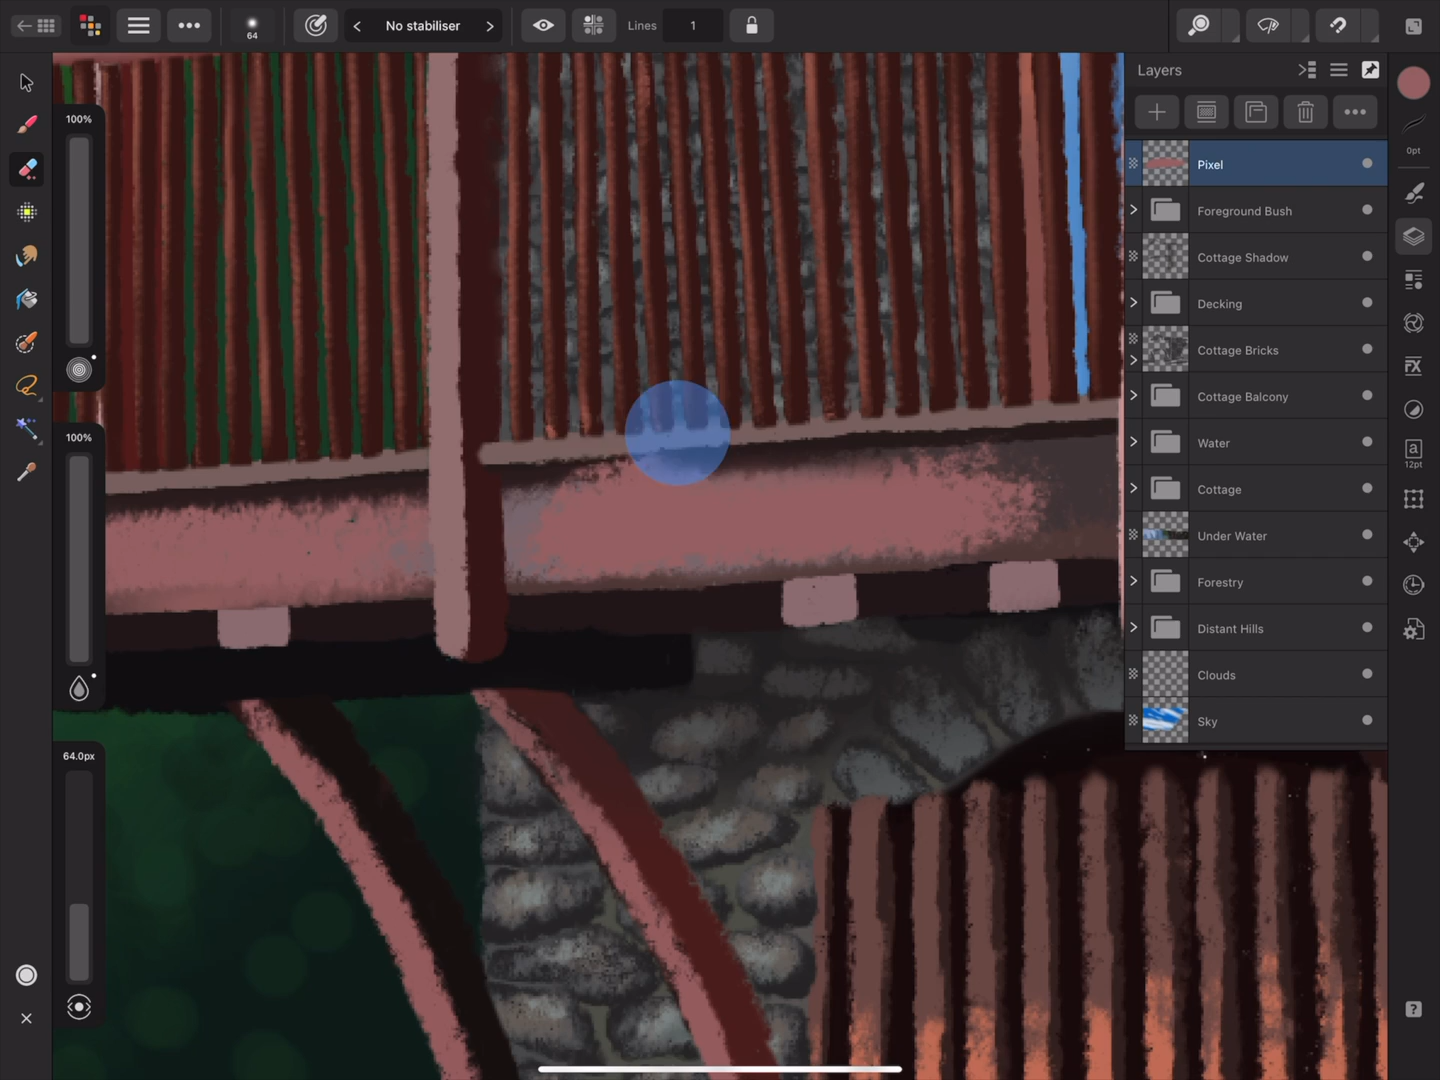 64
No stabiliser
Lines
1
Layers
100%
100%
64.0px
Pixel
Foreground Bush
Cottage Shadow
Decking
Cottage Bricks
Cottage Balcony
Water
Cottage
Under Water
Forestry
Distant Hills
Clouds
Sky
0pt
FX
a
12pt
?